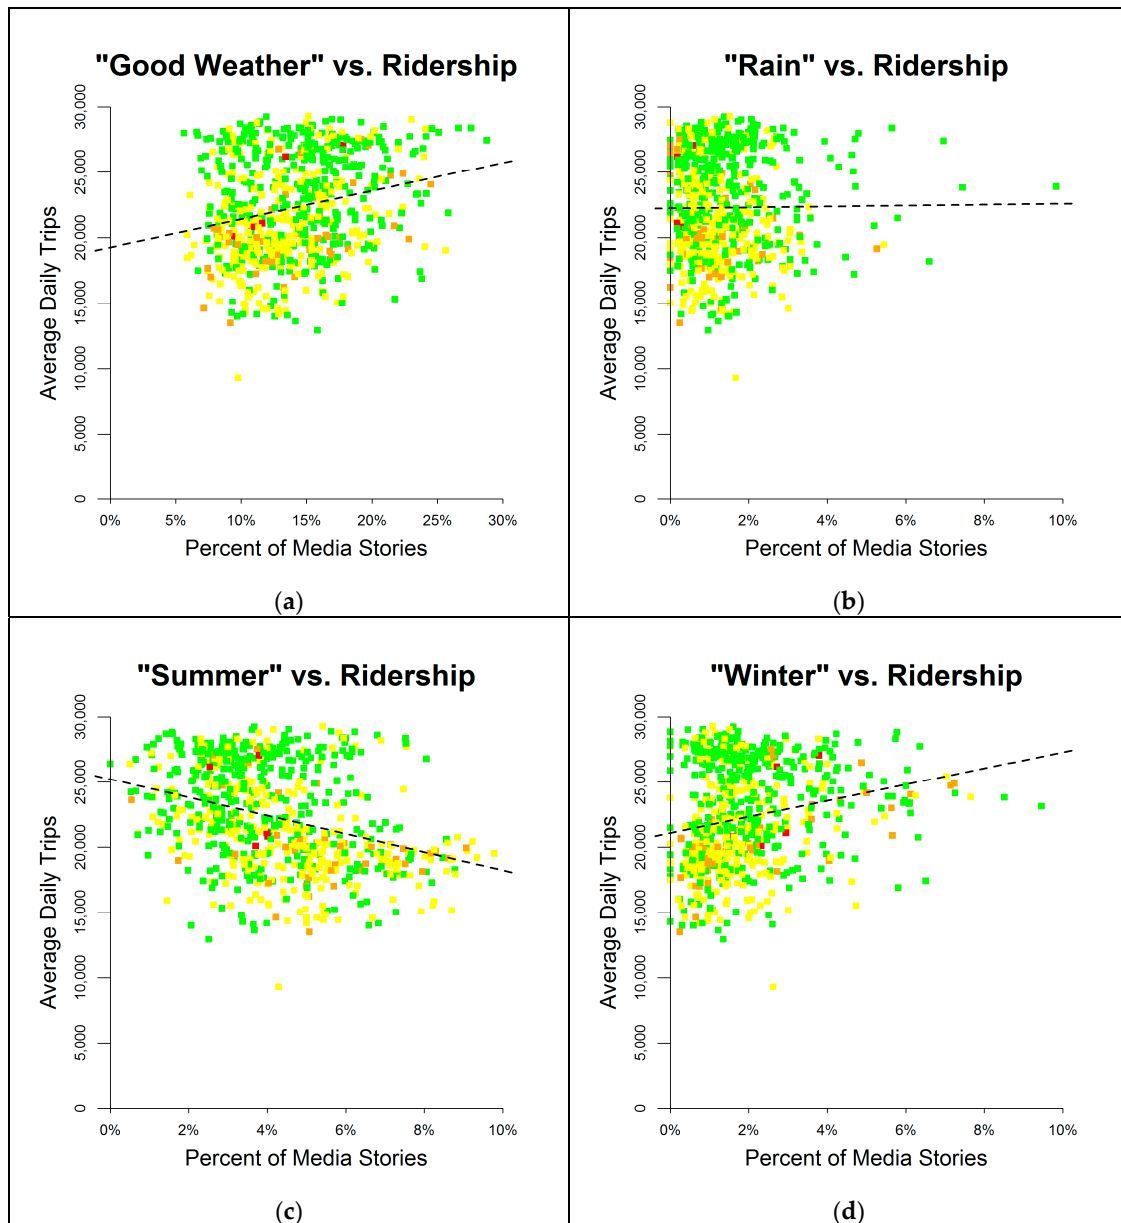 "Good Weather" vs. Ridership
Average Daily Trips
30,000
25,000
20,000
15,000
10,000
5,000
0
0% 5% 10% 15% 20% 25% 30%
Percent of Media Stories
(a)
"Rain" vs. Ridership
Average Daily Trips
30,000
25,000
20,000
15,000
10,000
5,000
0
0% 2% 4% 6% 8% 10%
Percent of Media Stories
(b)
"Summer" vs. Ridership
Average Daily Trips
30,000
25,000
20,000
15,000
10,000
5,000
0
0% 2% 4% 6% 8% 10%
Percent of Media Stories
(c)
"Winter" vs. Ridership
Average Daily Trips
30,000
25,000
20,000
15,000
10,000
5,000
0
0% 2% 4% 6% 8% 10%
Percent of Media Stories
(d)